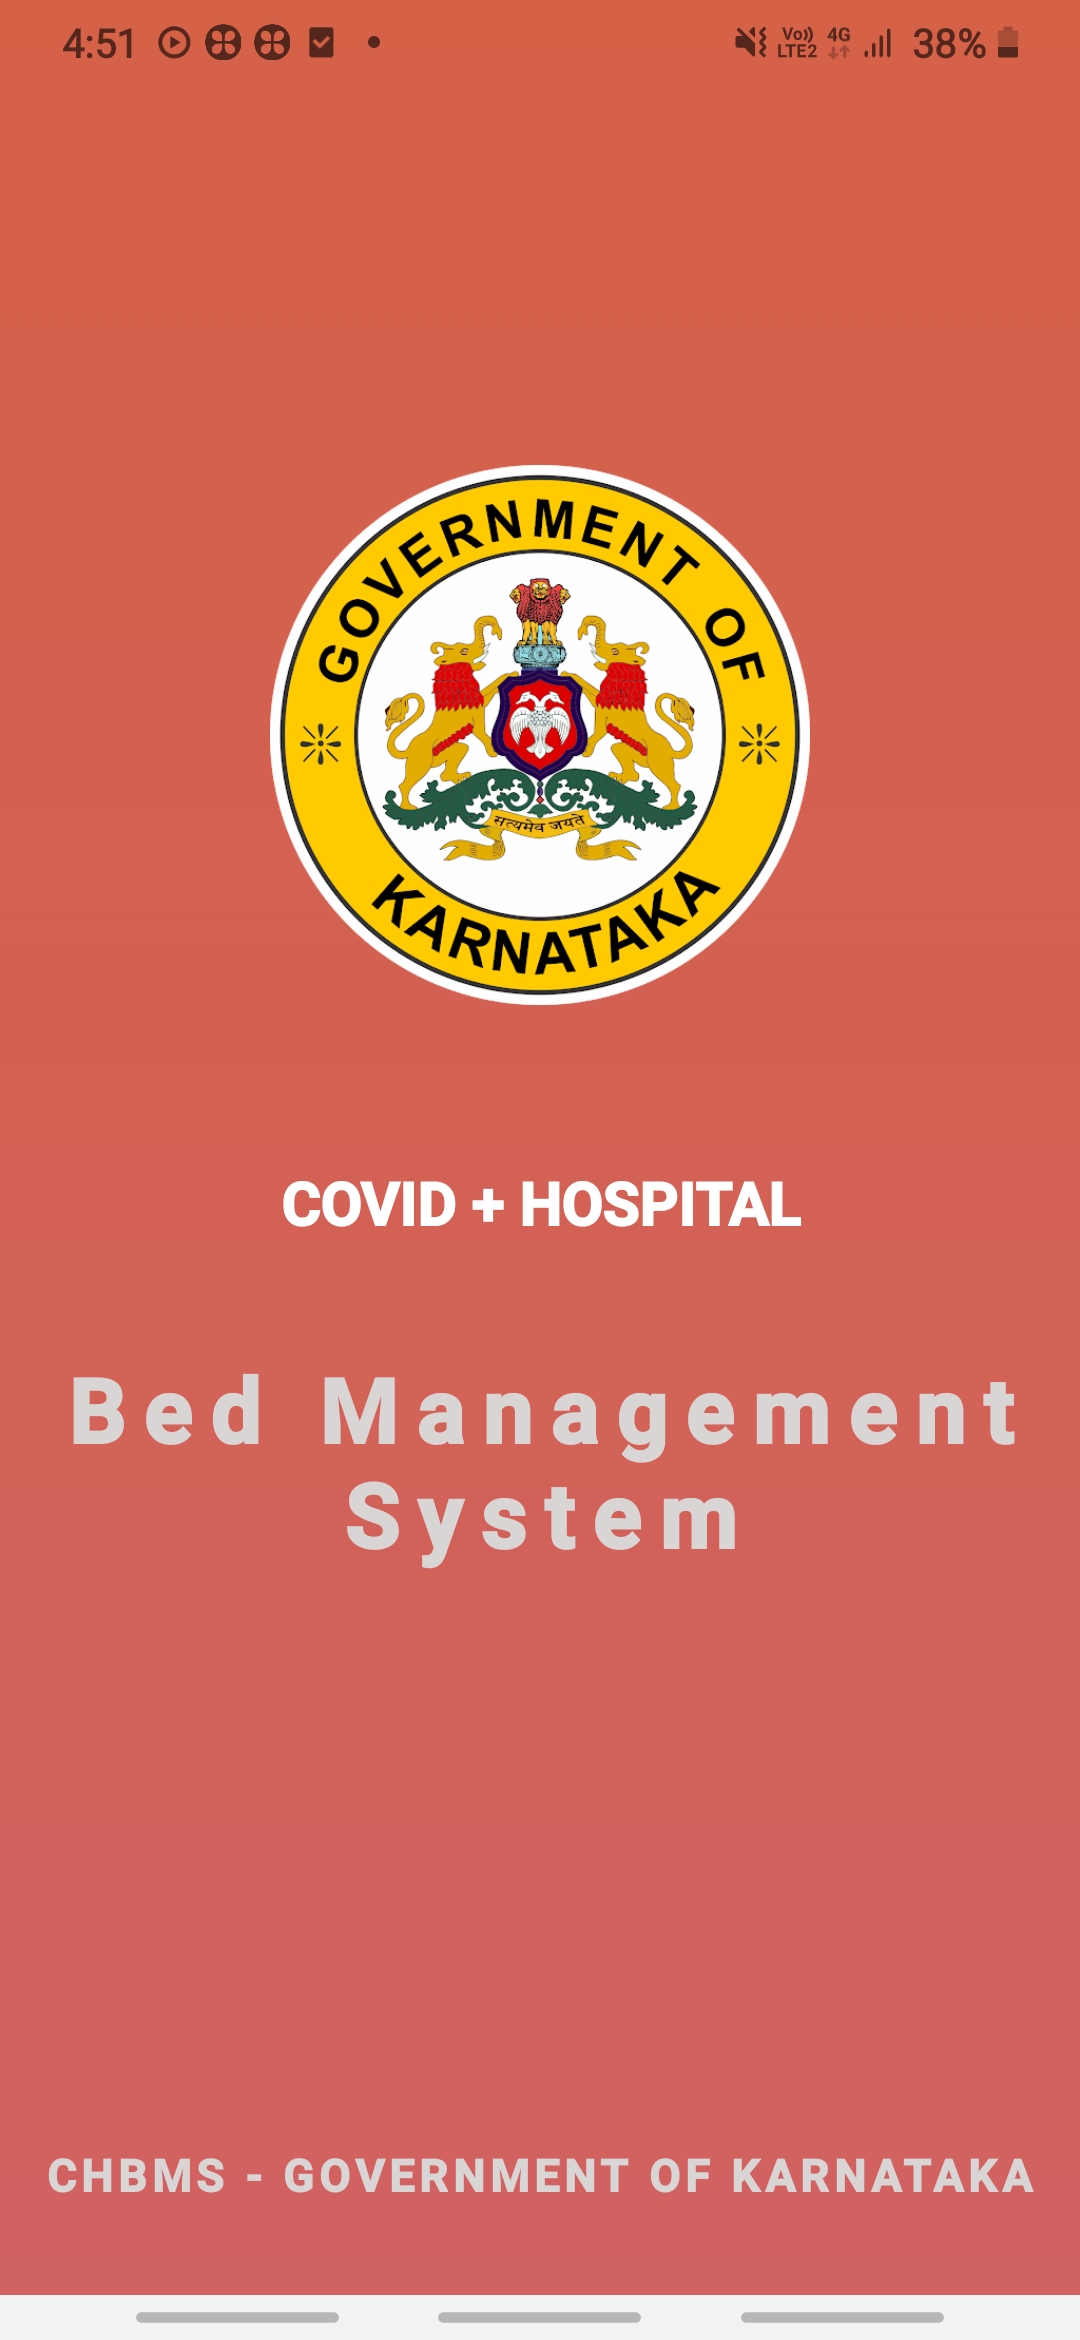 4:51
Vo)) 4G 38%
LTE2
GOVERNMENT OF
सत्यमेव जयते
KARNATAKA
COVID + HOSPITAL
Bed Management
System
CHBMS - GOVERNMENT OF KARNATAKA